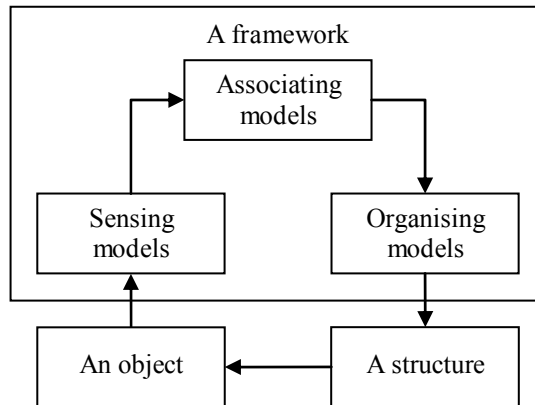 A framework
Associating
models
Sensing
models
Organising
models
An object
A structure